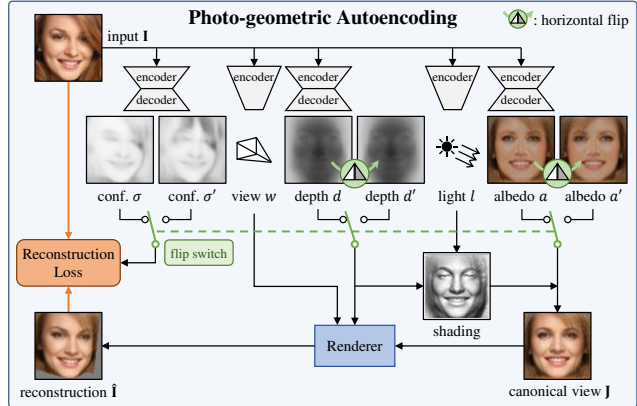 Photo-geometric Autoencoding
: horizontal flip
input I
encoder
decoder
encoder
encoder
decoder
encoder
encoder
decoder
conf. σ
conf. σ′
view w
depth d
depth d′
light l
albedo a
albedo a′
Reconstruction
Loss
flip switch
shading
Renderer
reconstruction Î
canonical view J